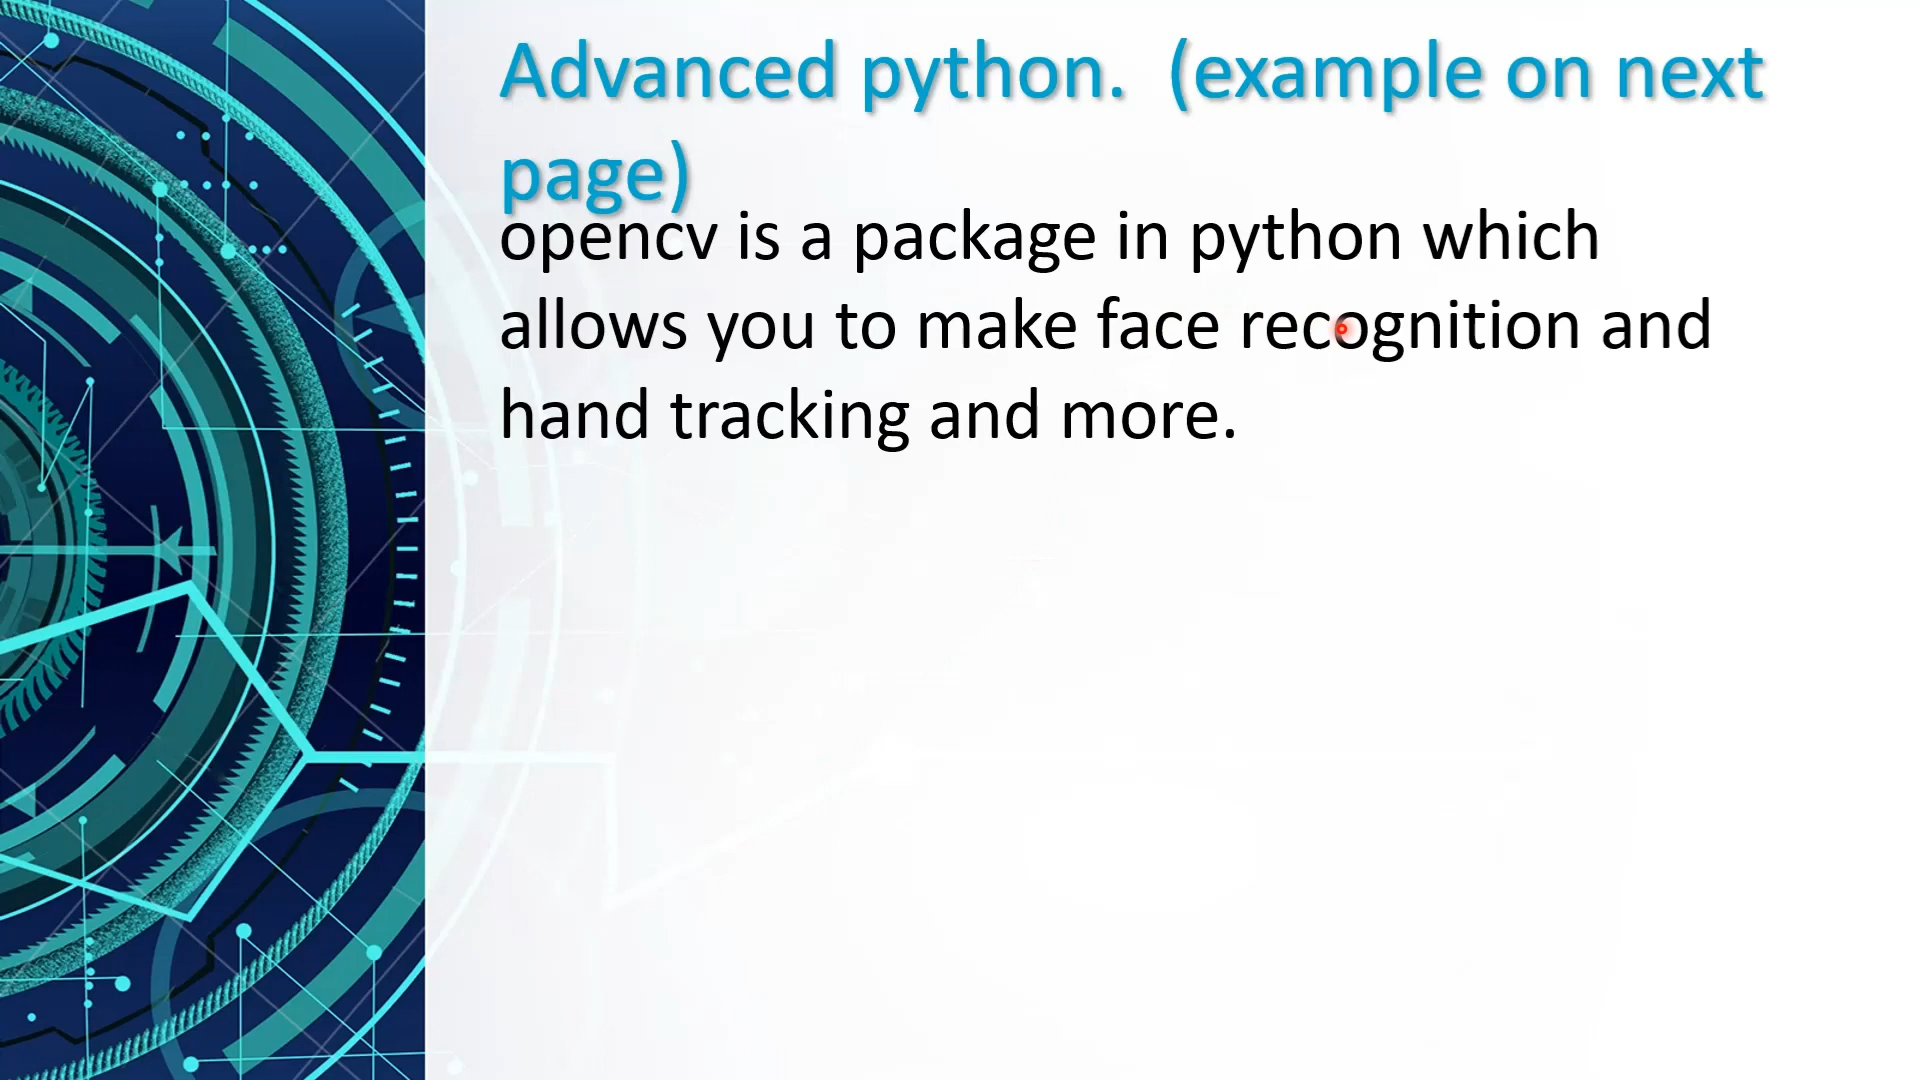 Advanced python.  (example on next
page)
opencv is a package in python which
allows you to make face recognition and
hand tracking and more.